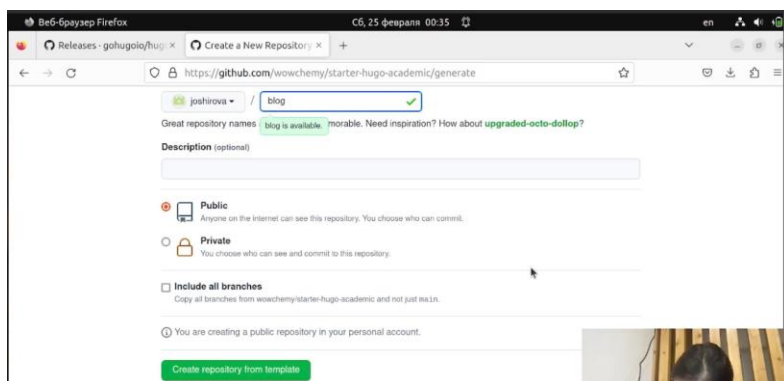 Веб-браузер Firefox
Сб, 25 февраля 00:35
en
Releases · gohugoio/hug
Create a New Repository
https://github.com/wowchemy/starter-hugo-academic/generate
joshirova / blog
Great repository names morable. Need inspiration? How about upgraded-octo-dollop?
blog is available.
Description (optional)
Public
Anyone on the internet can see this repository. You choose who can commit.
Private
You choose who can see and commit to this repository.
Include all branches
Copy all branches from wowchemy/starter-hugo-academic and not just main.
You are creating a public repository in your personal account.
Create repository from template